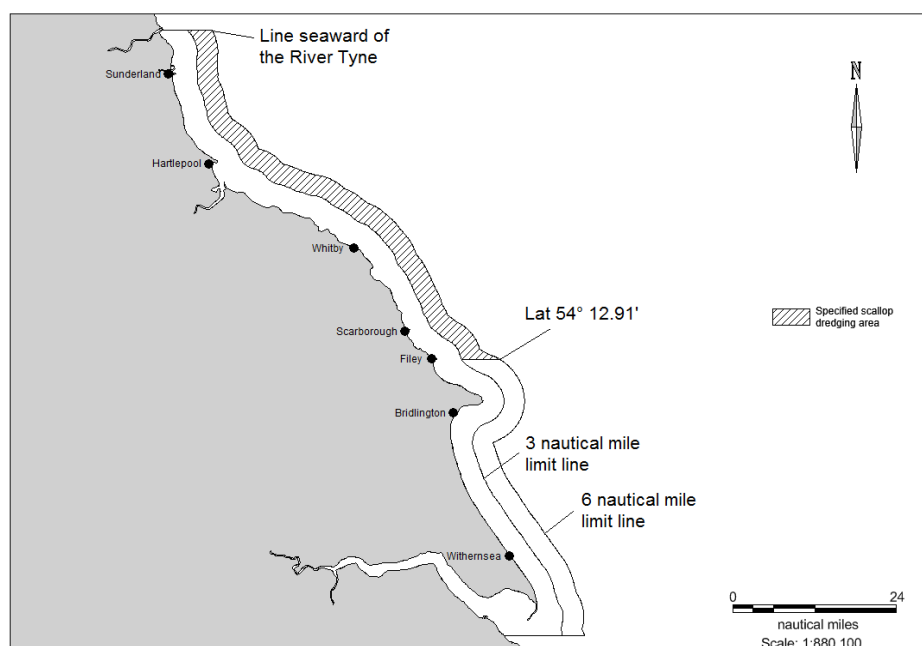 Line seaward of
the River Tyne
N
Sunderland
Hartlepool
Whitby
Lat 54° 12.91'
Specified scallop
dredging area
Scarborough
Filey
Bridlington
3 nautical mile
limit line
6 nautical mile
limit line
Withernsea
0 24
nautical miles
Scale: 1:880,100